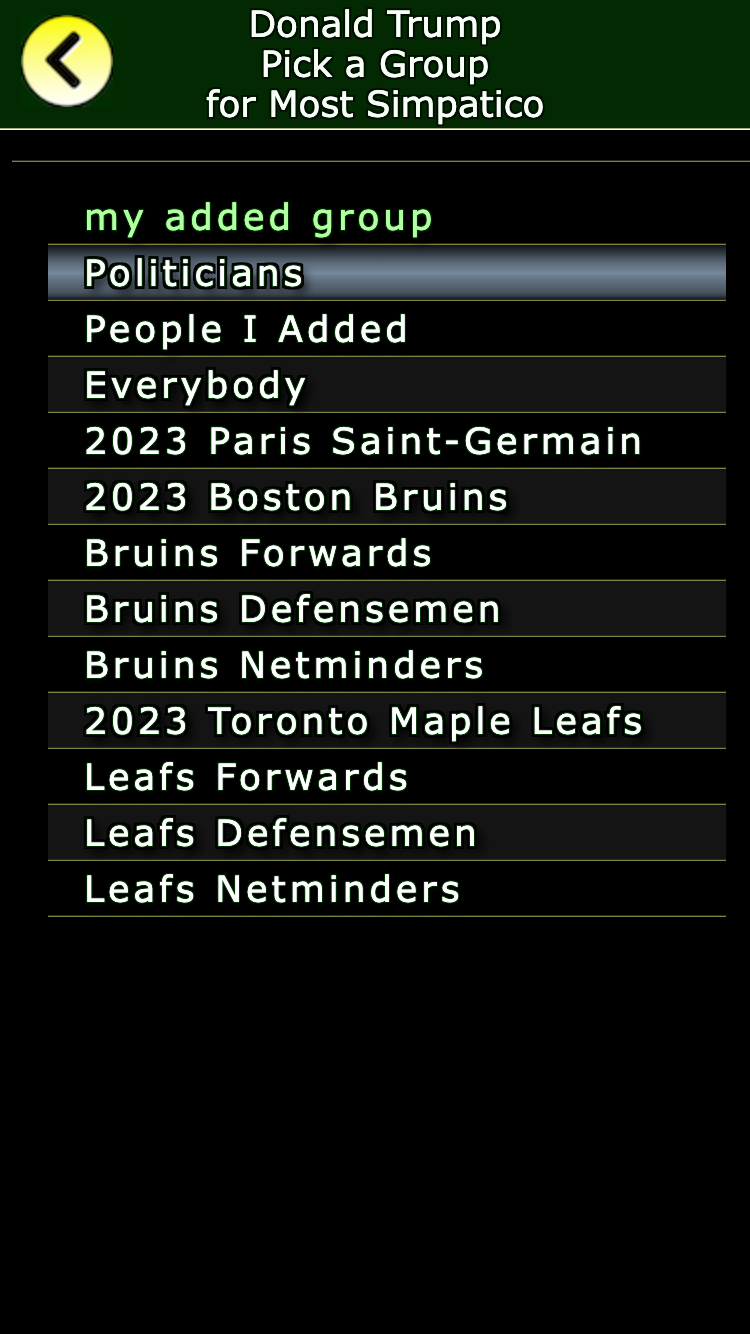 Donald Trump
Pick a Group
for Most Simpatico
my added group
Politicians
People I Added
Everybody
2023 Paris Saint-Germain
2023 Boston Bruins
Bruins Forwards
Bruins Defensemen
Bruins Netminders
2023 Toronto Maple Leafs
Leafs Forwards
Leafs Defensemen
Leafs Netminders